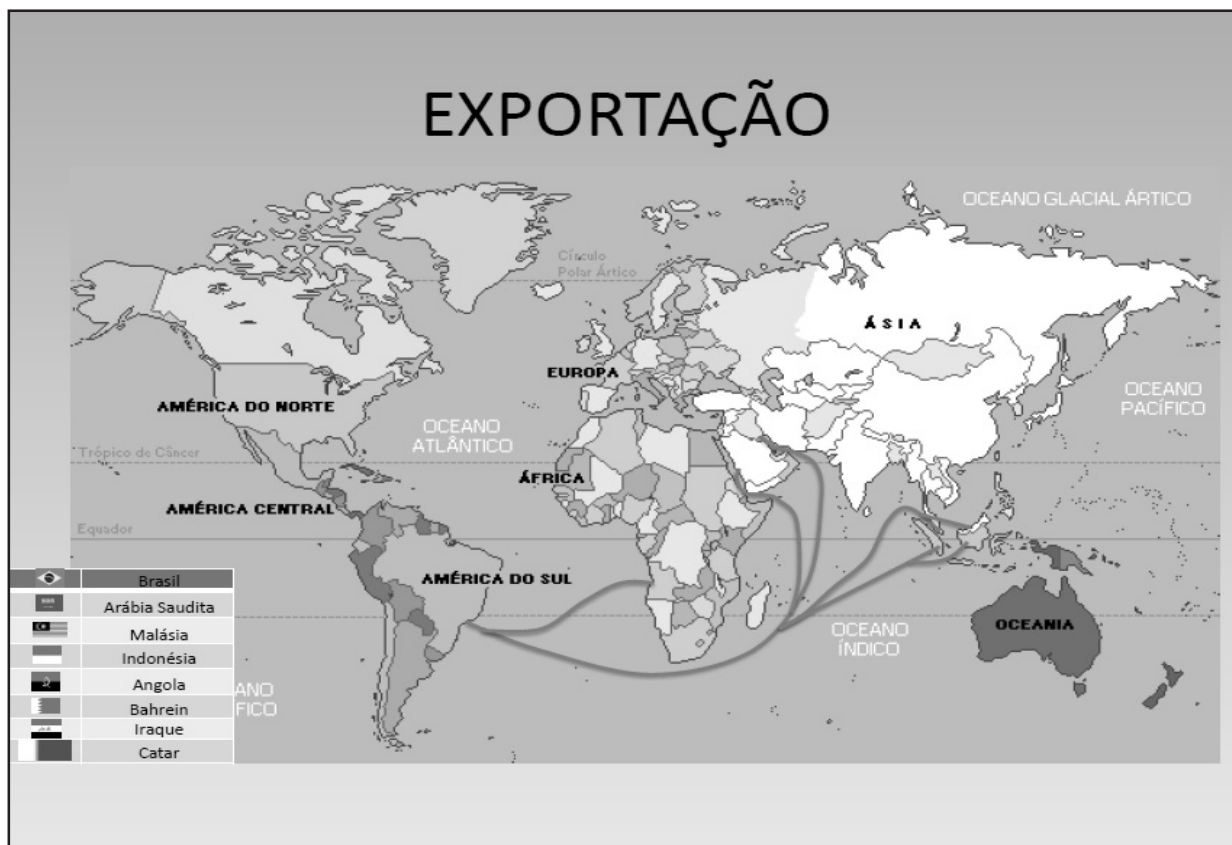 EXPORTAÇÃO
OCEANO GLACIAL ÁRTICO
Círculo
Polar Ártico
ÁSIA
EUROPA
AMÉRICA DO NORTE
OCEANO
PACÍFICO
OCEANO
ATLÂNTICO
Trópico de Câncer
ÁFRICA
AMÉRICA CENTRAL
Equador
AMÉRICA DO SUL
OCEANIA
OCEANO
ÍNDICO
ANO
FICO
Brasil
Arábia Saudita
Malásia
Indonésia
Angola
Bahrein
Iraque
Catar